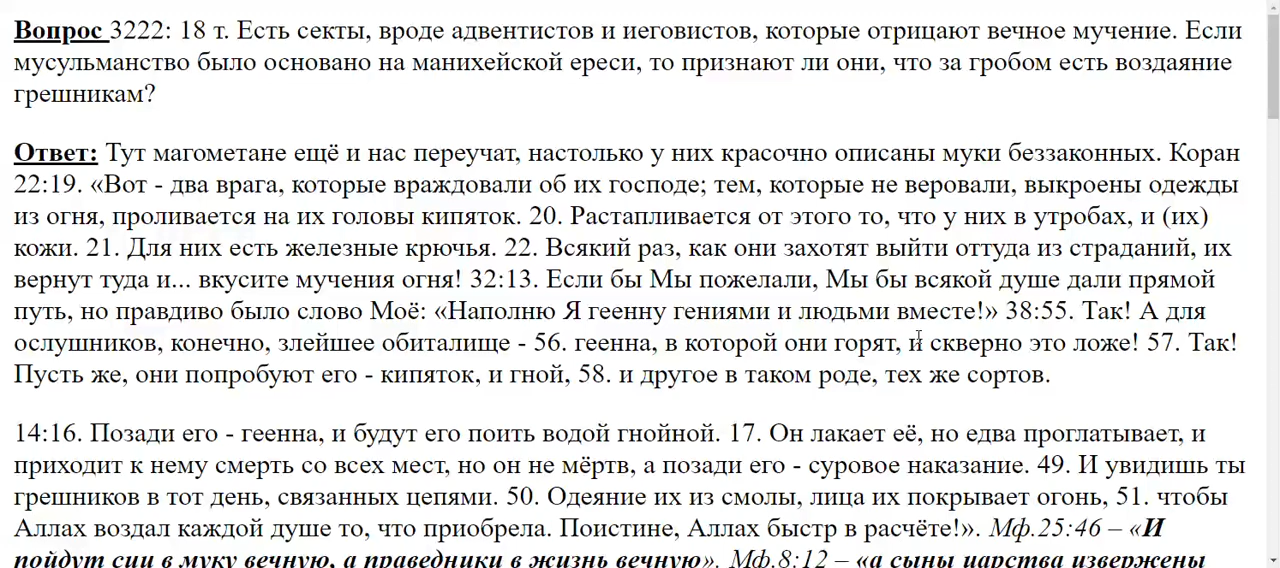 Вопрос 3222: 18 т. Есть секты, вроде адвентистов и иеговистов, которые отрицают вечное мучение. Если
мусульманство было основано на манихейской ереси, то признают ли они, что за гробом есть воздаяние
грешникам?
Ответ: Тут магометане ещё и нас переучат, настолько у них красочно описаны муки беззаконных. Коран
22:19. «Вот - два врага, которые враждовали об их господе; тем, которые не веровали, выкроены одежды
из огня, проливается на их головы кипяток. 20. Растапливается от этого то, что у них в утробах, и (их)
кожи. 21. Для них есть железные крючья. 22. Всякий раз, как они захотят выйти оттуда из страданий, их
вернут туда и... вкусите мучения огня! 32:13. Если бы Мы пожелали, Мы бы всякой душе дали прямой
путь, но правдиво было слово Моё: «Наполню Я геенну гениями и людьми вместе!» 38:55. Так! А для
ослушников, конечно, злейшее обиталище - 56. геенна, в которой они горят, и скверно это ложе! 57. Так!
Пусть же, они попробуют его - кипяток, и гной, 58. и другое в таком роде, тех же сортов.
14:16. Позади его - геенна, и будут его поить водой гнойной. 17. Он лакает её, но едва проглатывает, и
приходит к нему смерть со всех мест, но он не мёртв, а позади его - суровое наказание. 49. И увидишь ты
грешников в тот день, связанных цепями. 50. Одеяние их из смолы, лица их покрывает огонь, 51. чтобы
Аллах воздал каждой душе то, что приобрела. Поистине, Аллах быстр в расчёте!». Мф.25:46 – «И
пойдут сии в муку вечную, а праведники в жизнь вечную». Мф.8:12 – «а сыны царства извержены